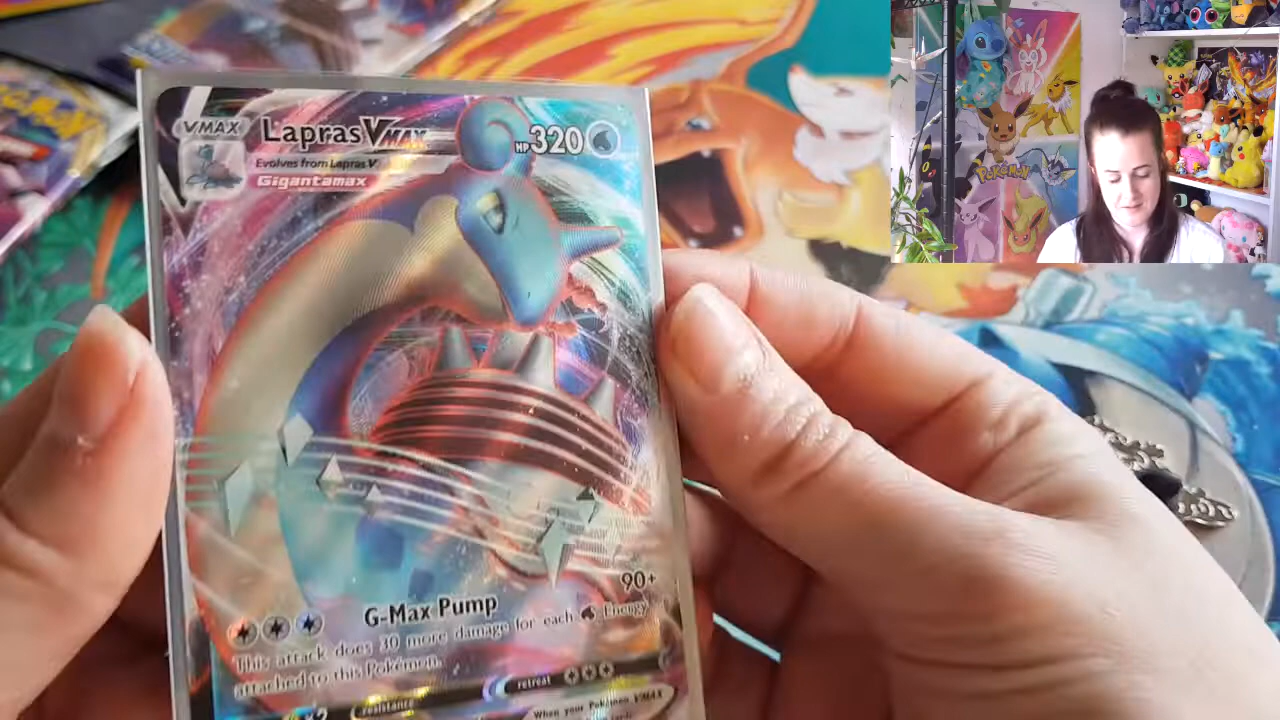 VMAX
Lapras VMAX
HP 320
Evolves from Lapras V
Gigantamax
90+
G-Max Pump
This attack does 30 more damage for each Energy
attached to this Pokémon.
resistance
retreat
When your Pokémon VMAX
POKÉMON